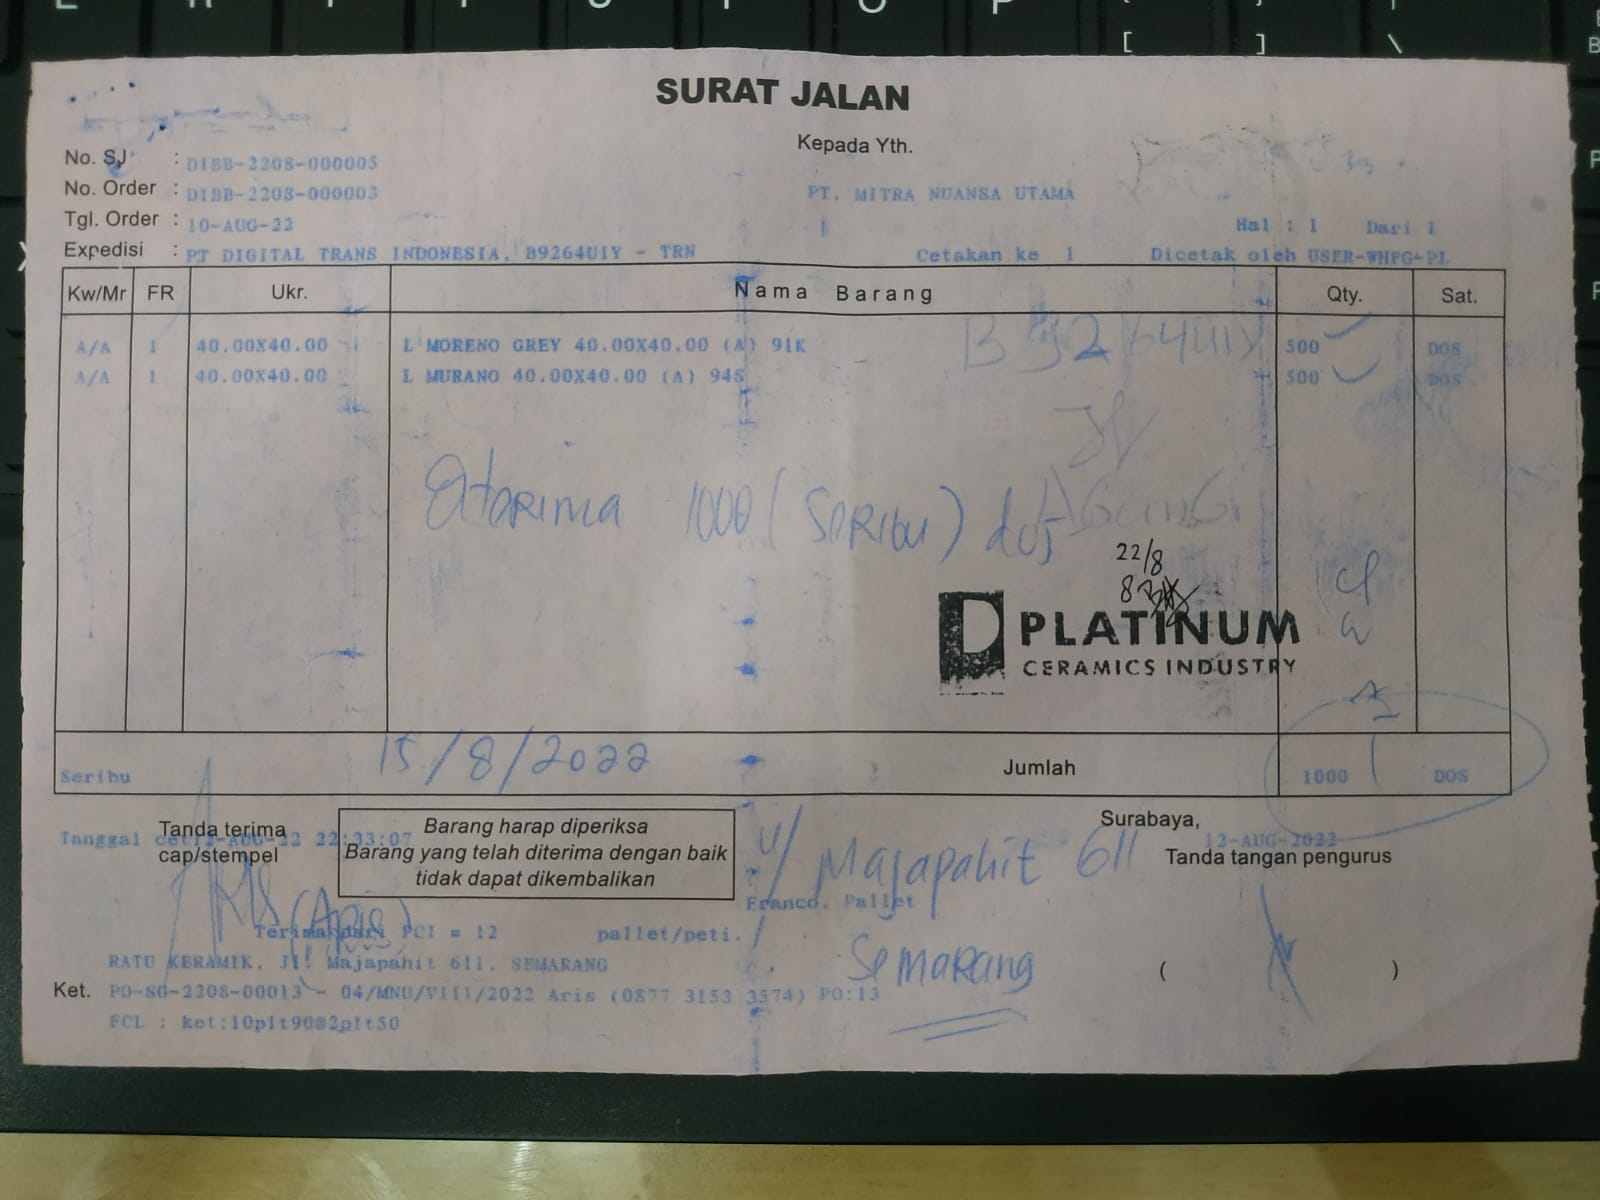 SURAT JALAN
Kepada Yth.
No. SJ : DIBB-2208-000005
No. Order : DIBB-2208-000003
PT. MITRA NUANSA UTAMA
Tgl. Order : 10-AUG-22
Hal : 1 Dari 1
Expedisi : PT DIGITAL TRANS INDONESIA, B9264UIY - TRN
Cetakan ke 1 Dicetak oleh USER-WHFG-PL
Kw/Mr FR Ukr. Nama Barang Qty. Sat.
B 9264UIY
A/A 1 40.00X40.00 L MORENO GREY 40.00X40.00 (A) 91K 500 DOS
A/A 1 40.00X40.00 L MURANO 40.00X40.00 (A) 94S 500 DOS
Diterima 1000 (Seribu) dos
AGUNG
22/8
PLATINUM
CERAMICS INDUSTRY
15/8/2022
Seribu Jumlah 1000 DOS
Tanda terima
cap/stempel
Tanggal 22:33:07
Barang harap diperiksa
Barang yang telah diterima dengan baik
tidak dapat dikembalikan
Surabaya,
12-AUG-2022
Tanda tangan pengurus
u/ Majapahit 611
Semarang
Franco, Pallet
(Aris)
Terima dari PCI = 12 pallet/peti.
RATU KERAMIK, Jl. Majapahit 611, SEMARANG
( )
Ket. PO-SG-2208-00013 - 04/MNU/VIII/2022 Aris (0877 3153 3574) PO:13
FCL : ket:10plt90@2plt50